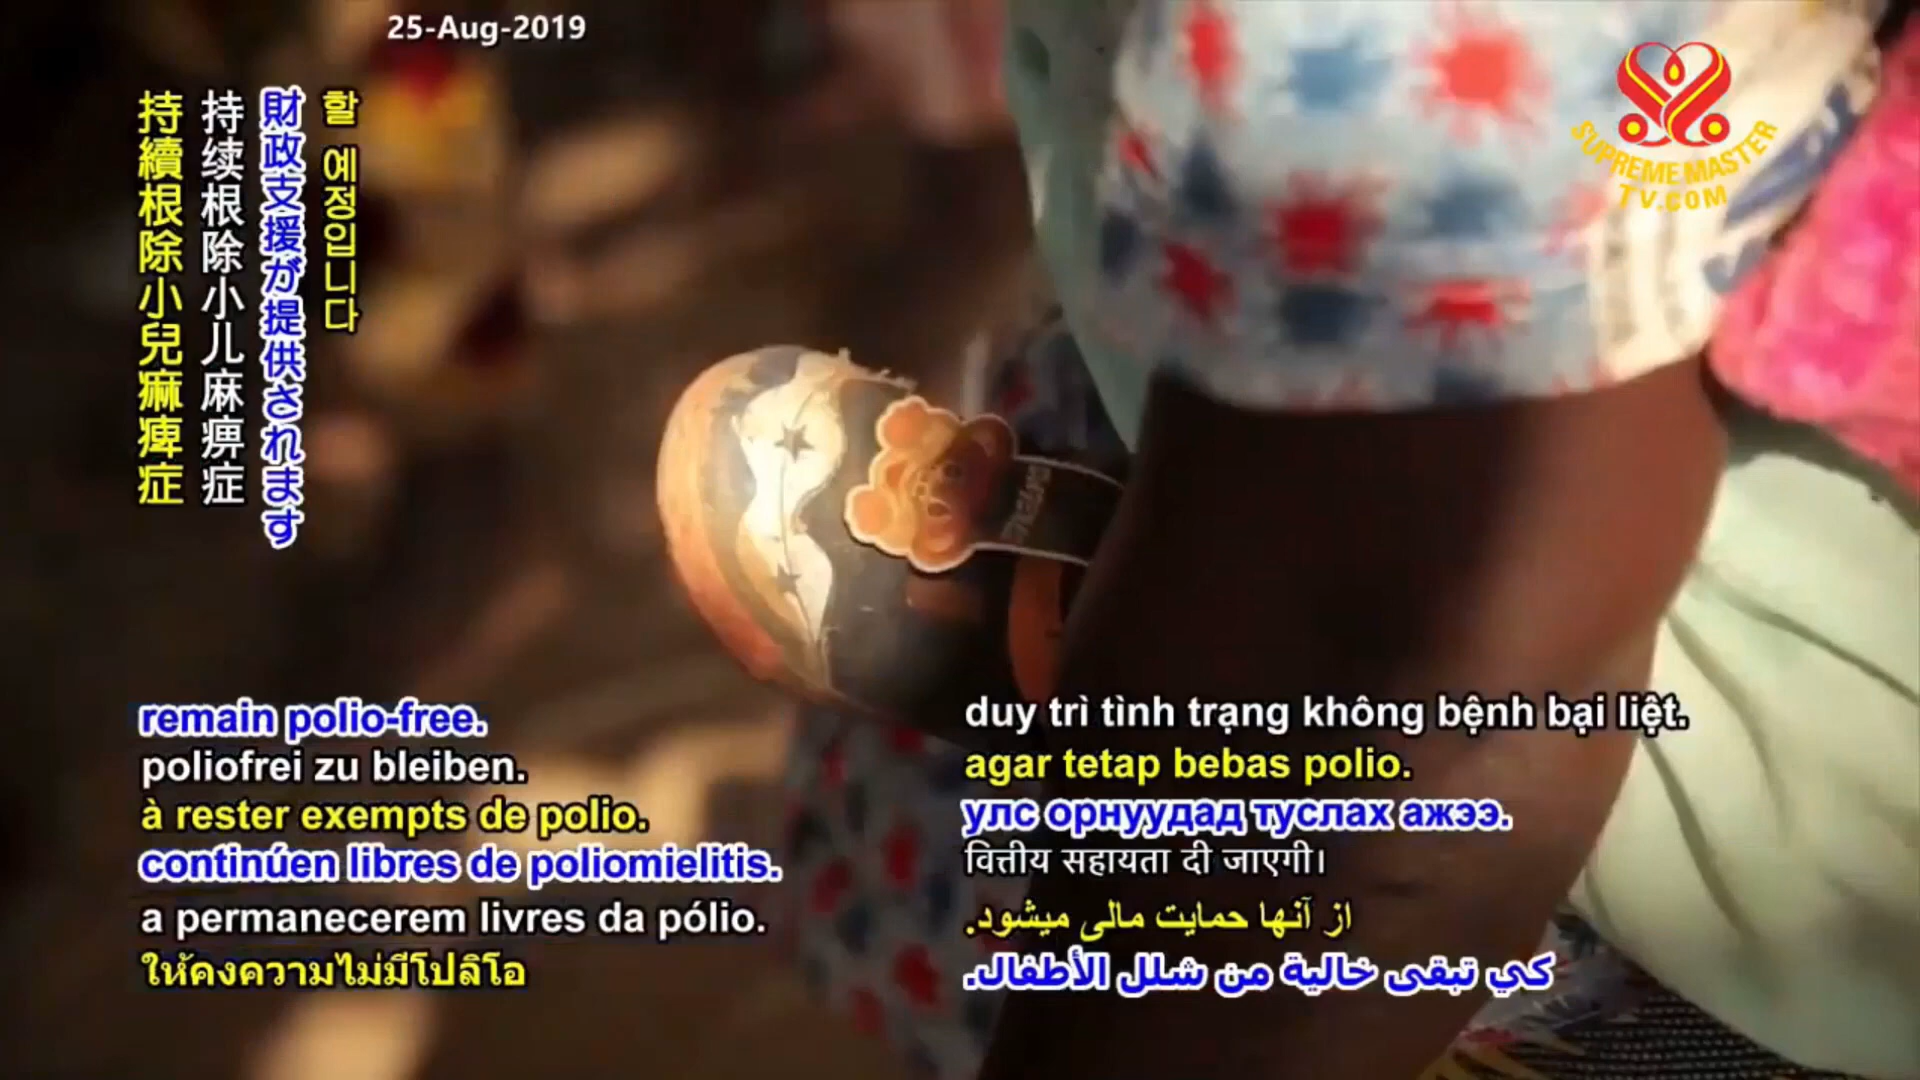 25-Aug-2019
SUPREME MASTER
TV.COM
할 예정입니다
財政支援が提供されます
持续根除小儿麻痹症
持續根除小兒痲痺症
remain polio-free.
poliofrei zu bleiben.
à rester exempts de polio.
continúen libres de poliomielitis.
a permanecerem livres da pólio.
ให้คงความไม่มีโปลิโอ
duy trì tình trạng không bệnh bại liệt.
agar tetap bebas polio.
улс орнуудад туслах ажээ.
वित्तीय सहायता दी जाएगी।
از آنها حمایت مالی میشود.
كي تبقى خالية من شلل الأطفال.